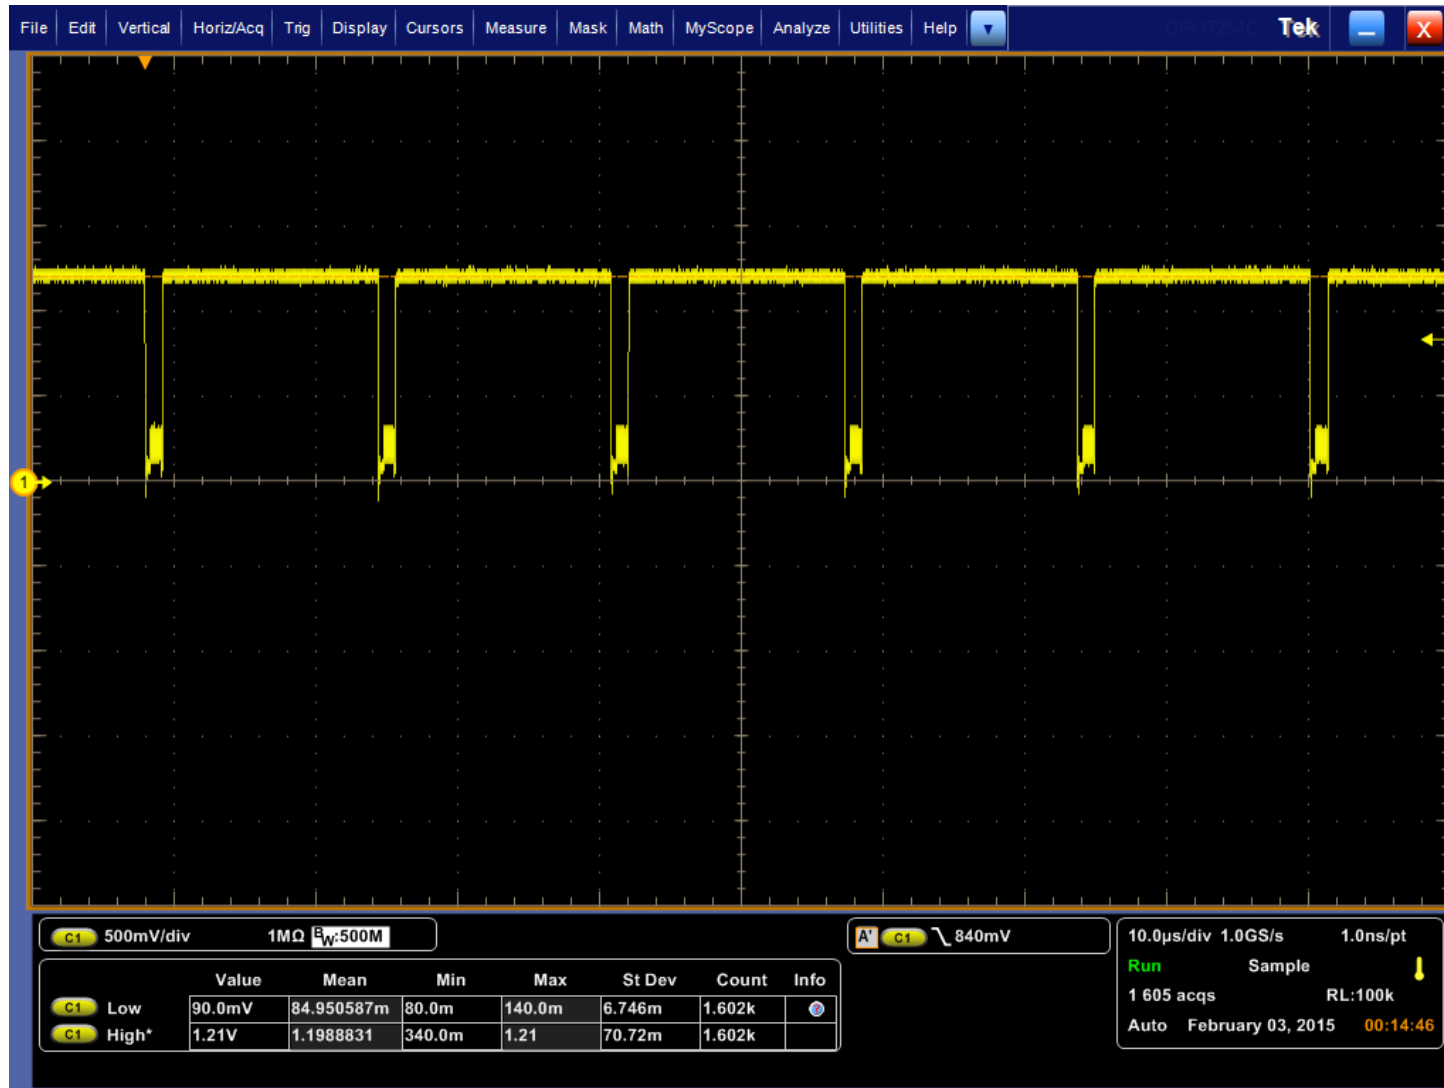 File Edit Vertical Horiz/Acq Trig Display Cursors Measure Mask Math MyScope Analyze Utilities Help Tek X
1
C1 500mV/div 1MΩ BW:500M
A' C1 840mV
10.0µs/div 1.0GS/s 1.0ns/pt
Run Sample
1 605 acqs RL:100k
Auto February 03, 2015 00:14:46
Value Mean Min Max St Dev Count Info
C1 Low 90.0mV 84.950587m 80.0m 140.0m 6.746m 1.602k
C1 High* 1.21V 1.1988831 340.0m 1.21 70.72m 1.602k